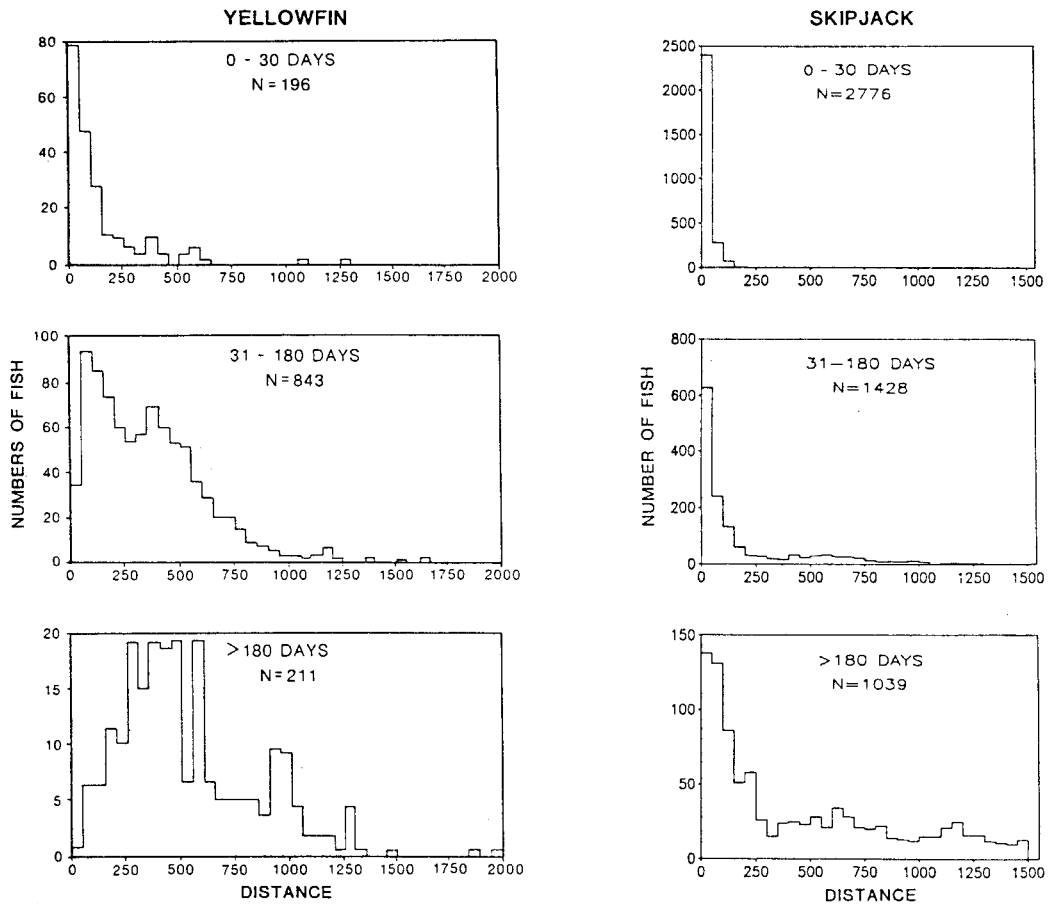 YELLOWFIN
0 - 30 DAYS
N=196
80
60
40
20
0
0 250 500 750 1000 1250 1500 1750 2000
31 - 180 DAYS
N=843
NUMBERS OF FISH
100
80
60
40
20
0
0 250 500 750 1000 1250 1500 1750 2000
>180 DAYS
N=211
20
15
10
5
0
0 250 500 750 1000 1250 1500 1750 2000
DISTANCE
SKIPJACK
0 - 30 DAYS
N=2776
2500
2000
1500
1000
500
0
0 250 500 750 1000 1250 1500
31-180 DAYS
N=1428
NUMBER OF FISH
800
600
400
200
0
0 250 500 750 1000 1250 1500
>180 DAYS
N=1039
150
100
50
0
0 250 500 750 1000 1250 1500
DISTANCE